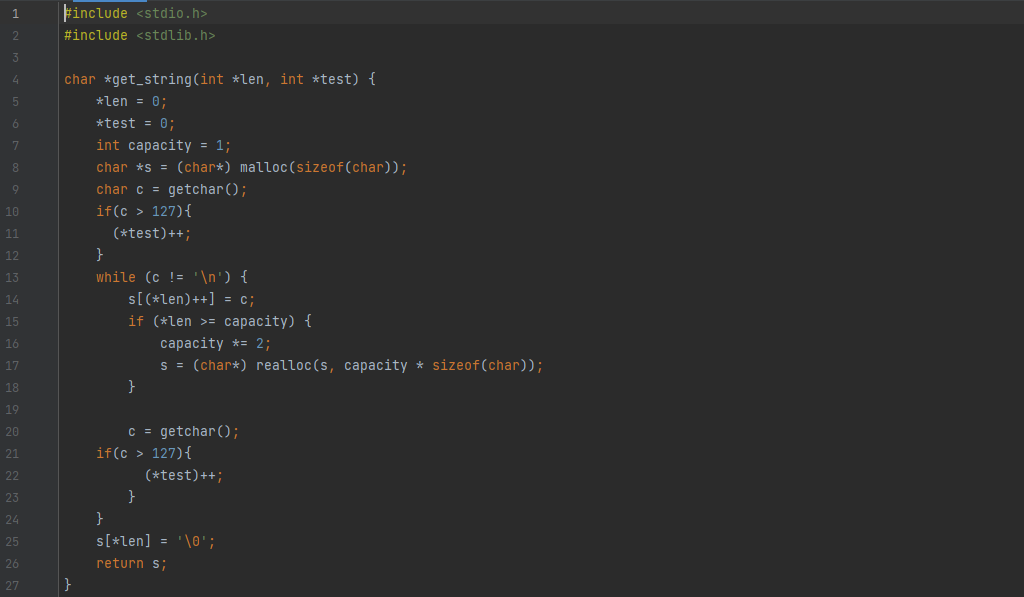 1 #include <stdio.h>
2 #include <stdlib.h>
3
4 char *get_string(int *len, int *test) {
5     *len = 0;
6     *test = 0;
7     int capacity = 1;
8     char *s = (char*) malloc(sizeof(char));
9     char c = getchar();
10     if(c > 127){
11       (*test)++;
12     }
13     while (c != '\n') {
14         s[(*len)++] = c;
15         if (*len >= capacity) {
16             capacity *= 2;
17             s = (char*) realloc(s, capacity * sizeof(char));
18         }
19
20         c = getchar();
21     if(c > 127){
22           (*test)++;
23         }
24     }
25     s[*len] = '\0';
26     return s;
27 }